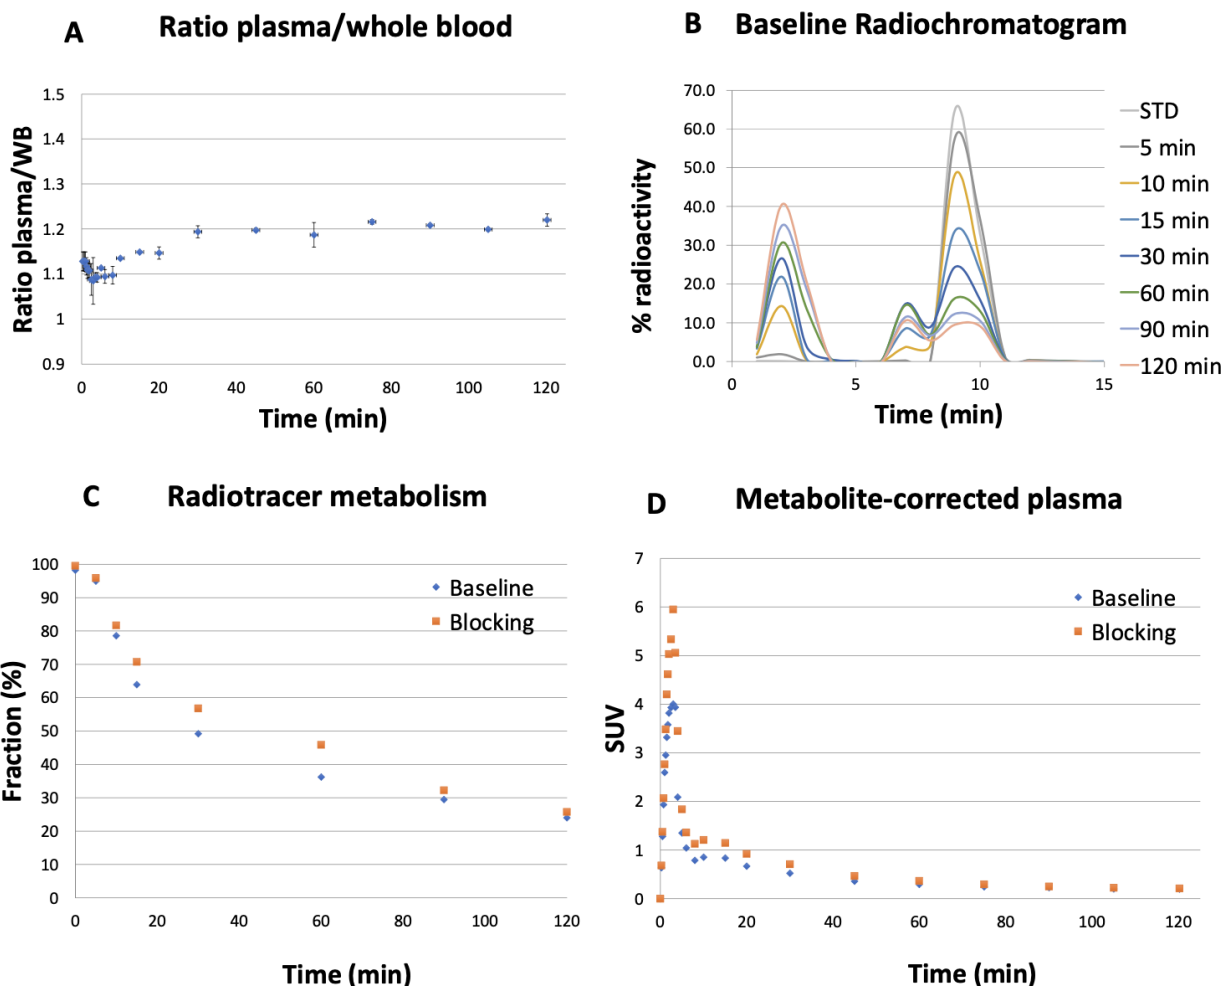 A Ratio plasma/whole blood
Ratio plasma/WB
1.5
1.4
1.3
1.2
1.1
1
0.9
0 20 40 60 80 100 120
Time (min)
B Baseline Radiochromatogram
% radioactivity
70.0
60.0
50.0
40.0
30.0
20.0
10.0
0.0
0 5 10 15
Time (min)
STD
5 min
10 min
15 min
30 min
60 min
90 min
120 min
C Radiotracer metabolism
Fraction (%)
100
90
80
70
60
50
40
30
20
10
0
0 20 40 60 80 100 120
Time (min)
Baseline
Blocking
D Metabolite-corrected plasma
SUV
7
6
5
4
3
2
1
0
0 20 40 60 80 100 120
Time (min)
Baseline
Blocking